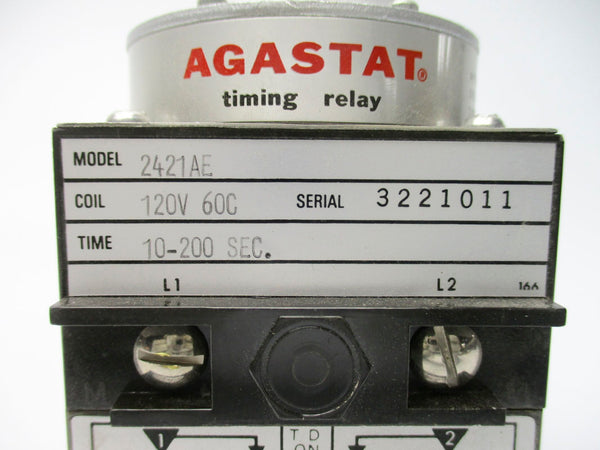 AGASTAT®
timing relay
MODEL 2421AE
COIL 120V 60C SERIAL 3221011
TIME 10-200 SEC.
L1 L2 166
M M
1 T D 2
ON